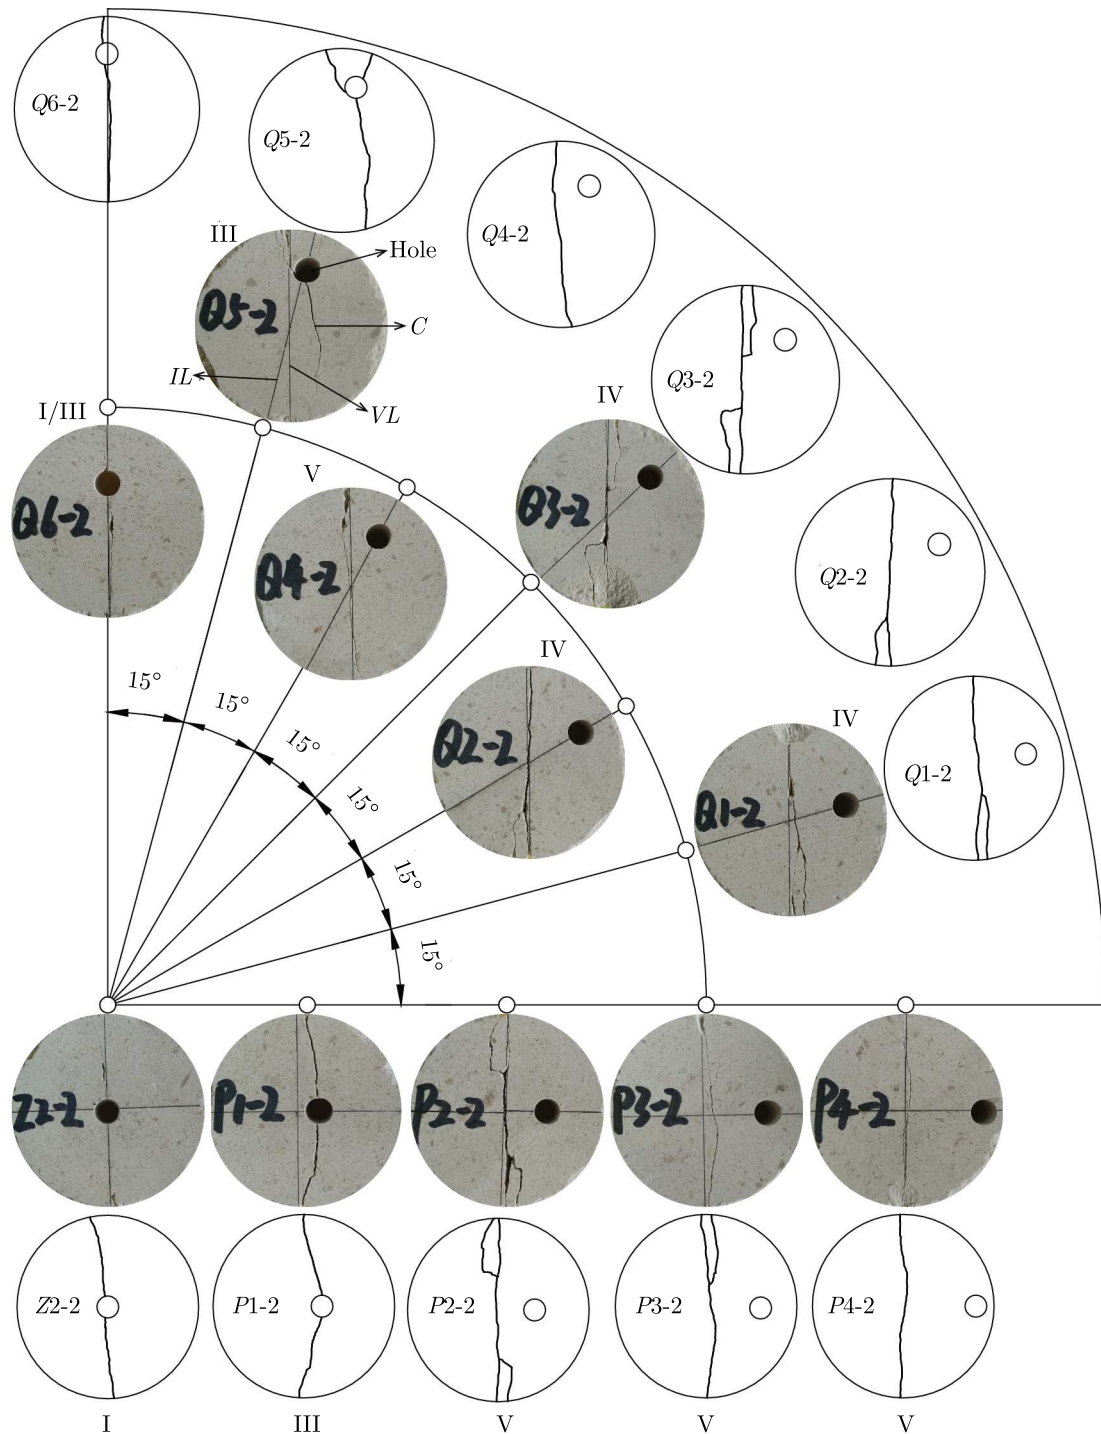 Q6-2
Q5-2
Q4-2
III
Hole
Q5-2
C
IL
VL
Q3-2
I/III
IV
V
Q6-2
Q3-2
Q4-2
Q2-2
IV
15°
15°
15°
15°
15°
15°
Q2-2
IV
Q1-2
Q1-2
Z2-2
P1-2
P2-2
P3-2
P4-2
Z2-2
P1-2
P2-2
P3-2
P4-2
I
III
V
V
V